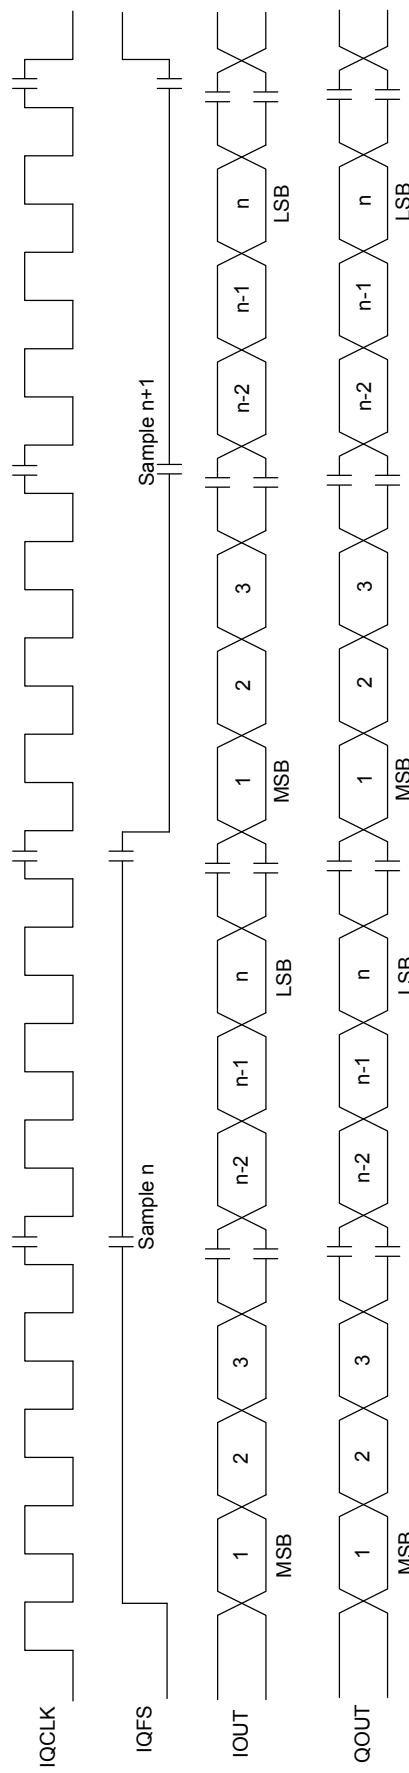 IQCLK
IQFS
Sample n
Sample n+1
IOUT
1
2
3
n-2
n-1
n
1
2
3
n-2
n-1
n
MSB
LSB
MSB
LSB
QOUT
1
2
3
n-2
n-1
n
1
2
3
n-2
n-1
n
MSB
LSB
MSB
LSB